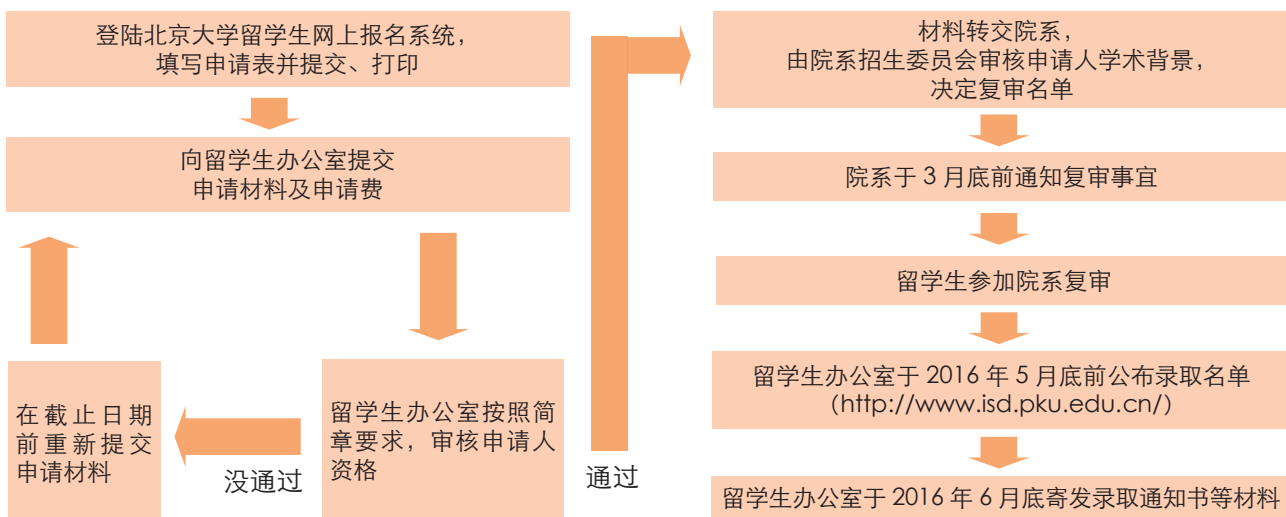 登陆北京大学留学生网上报名系统，
填写申请表并提交、打印
向留学生办公室提交
申请材料及申请费
留学生办公室按照简
章要求，审核申请人
资格
没通过
在截止日期
前重新提交
申请材料
通过
材料转交院系，
由院系招生委员会审核申请人学术背景，
决定复审名单
院系于 3 月底前通知复审事宜
留学生参加院系复审
留学生办公室于 2016 年 5 月底前公布录取名单
（http://www.isd.pku.edu.cn/）
留学生办公室于 2016 年 6 月底寄发录取通知书等材料